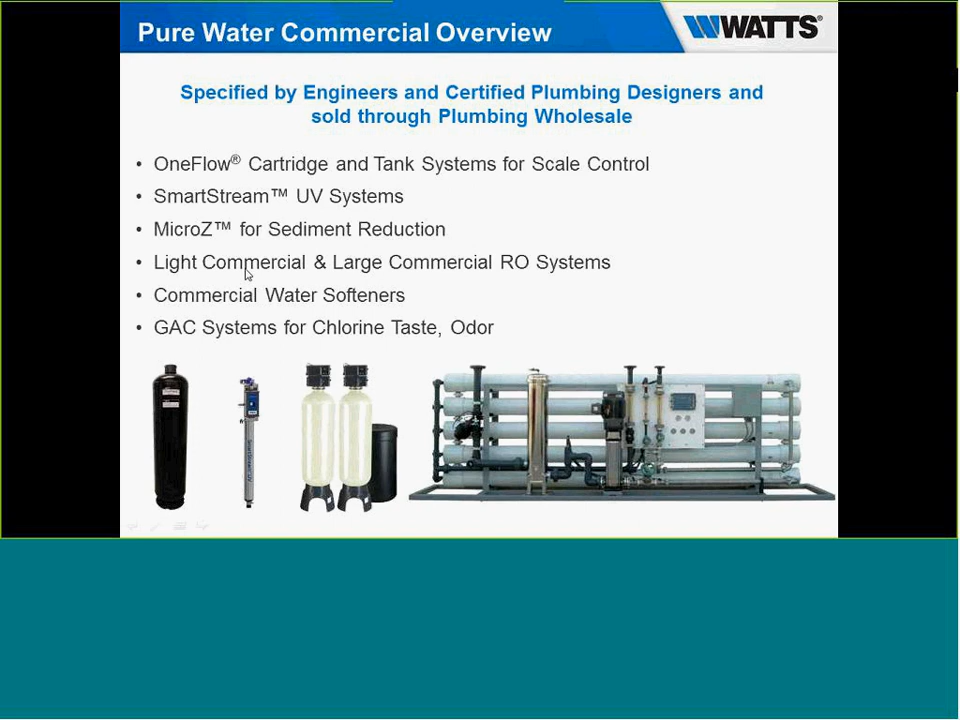 Pure Water Commercial Overview
WATTS®
Specified by Engineers and Certified Plumbing Designers and
sold through Plumbing Wholesale
• OneFlow® Cartridge and Tank Systems for Scale Control
• SmartStream™ UV Systems
• MicroZ™ for Sediment Reduction
• Light Commercial & Large Commercial RO Systems
• Commercial Water Softeners
• GAC Systems for Chlorine Taste, Odor
SmartStream UV